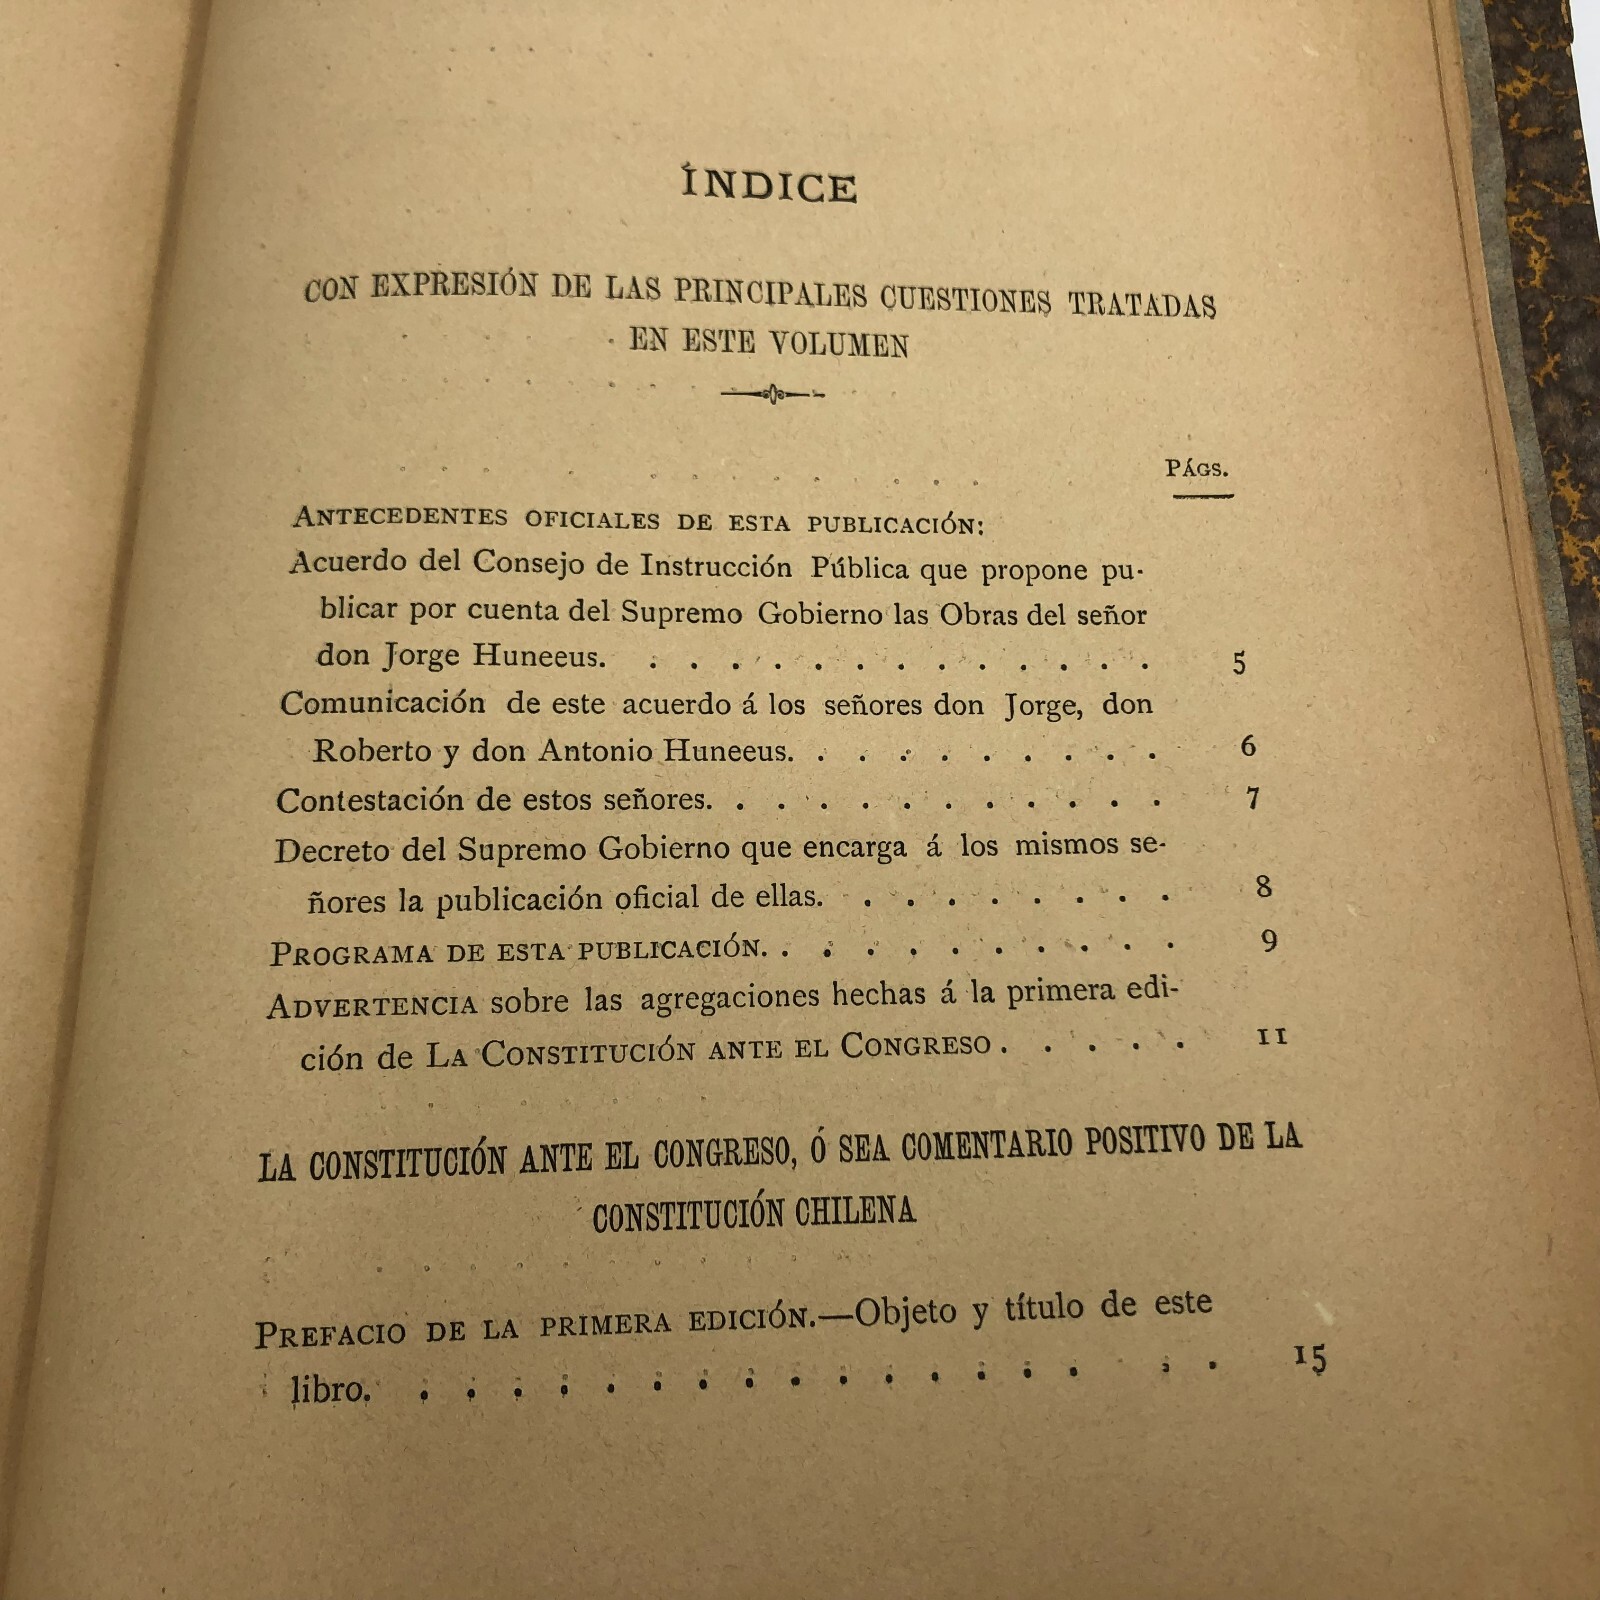 ÍNDICE
CON EXPRESIÓN DE LAS PRINCIPALES CUESTIONES TRATADAS
EN ESTE VOLUMEN
PÁGS.
ANTECEDENTES OFICIALES DE ESTA PUBLICACIÓN:
Acuerdo del Consejo de Instrucción Pública que propone pu-
blicar por cuenta del Supremo Gobierno las Obras del señor
don Jorge Huneeus. . . . . . . . . . . . . . 5
Comunicación de este acuerdo á los señores don Jorge, don
Roberto y don Antonio Huneeus. . . . . . . . . . 6
Contestación de estos señores. . . . . . . . . . . . 7
Decreto del Supremo Gobierno que encarga á los mismos se-
ñores la publicación oficial de ellas. . . . . . . . . 8
PROGRAMA DE ESTA PUBLICACIÓN. . . . . . . . . . . 9
ADVERTENCIA sobre las agregaciones hechas á la primera edi-
ción de LA CONSTITUCIÓN ANTE EL CONGRESO . . . . . 11
LA CONSTITUCIÓN ANTE EL CONGRESO, Ó SEA COMENTARIO POSITIVO DE LA
CONSTITUCIÓN CHILENA
PREFACIO DE LA PRIMERA EDICIÓN.—Objeto y título de este
libro. . . . . . . . . . . . . . . . . . 15